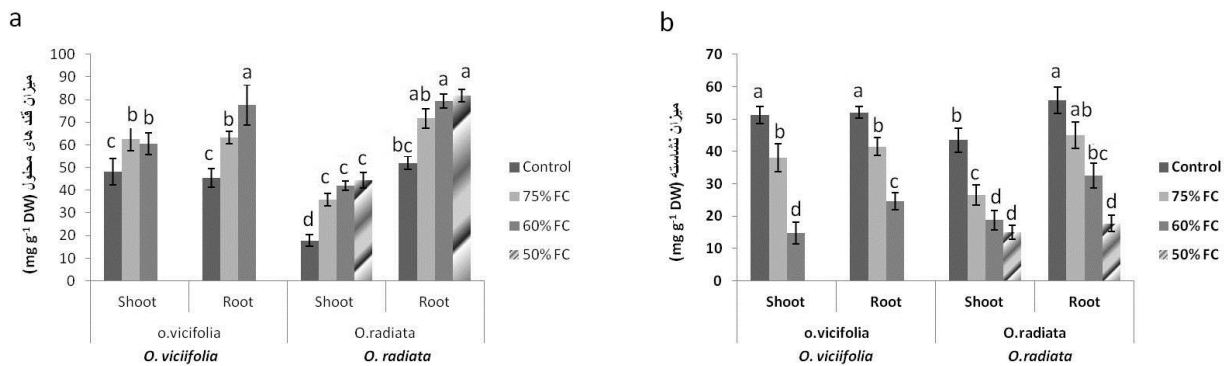 a
میزان قند های محلول (mg g-1 DW)
100
90
80
70
60
50
40
30
20
10
0
c b b
c b a
d c c c
bc ab a a
Shoot Root Shoot Root
o.vicifolia O.radiata
O. viciifolia O. radiata
Control
75% FC
60% FC
50% FC
b
میزان نشاسته (mg g-1 DW)
70
60
50
40
30
20
10
0
a b d
a b c
b c d d
a ab bc d
Shoot Root Shoot Root
o.vicifolia O.radiata
O. viciifolia O.radiata
Control
75% FC
60% FC
50% FC